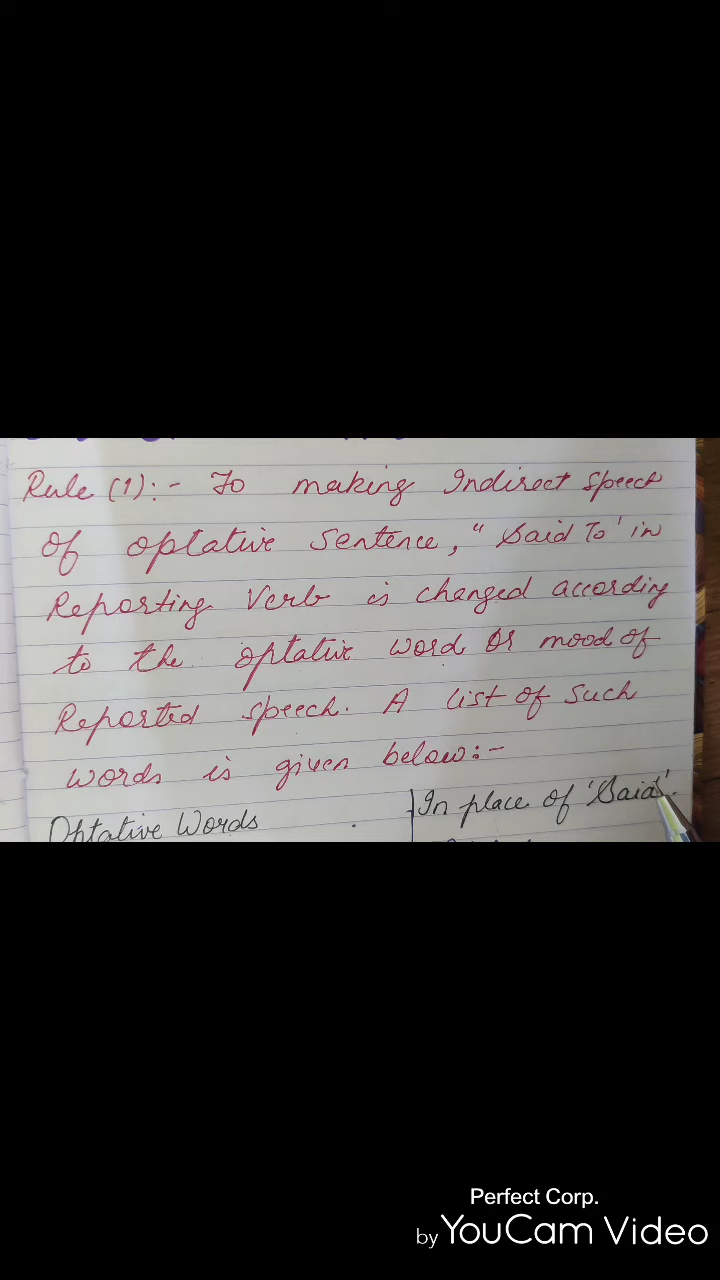 Rule (1):- To making Indirect Speech
of optative Sentence, "Said To' in
Reporting Verb is changed according
to the optative word or mood of
Reported speech. A list of such
words is given below:-
Optative Words
In place of 'Said'.
Perfect Corp.
by YouCam Video